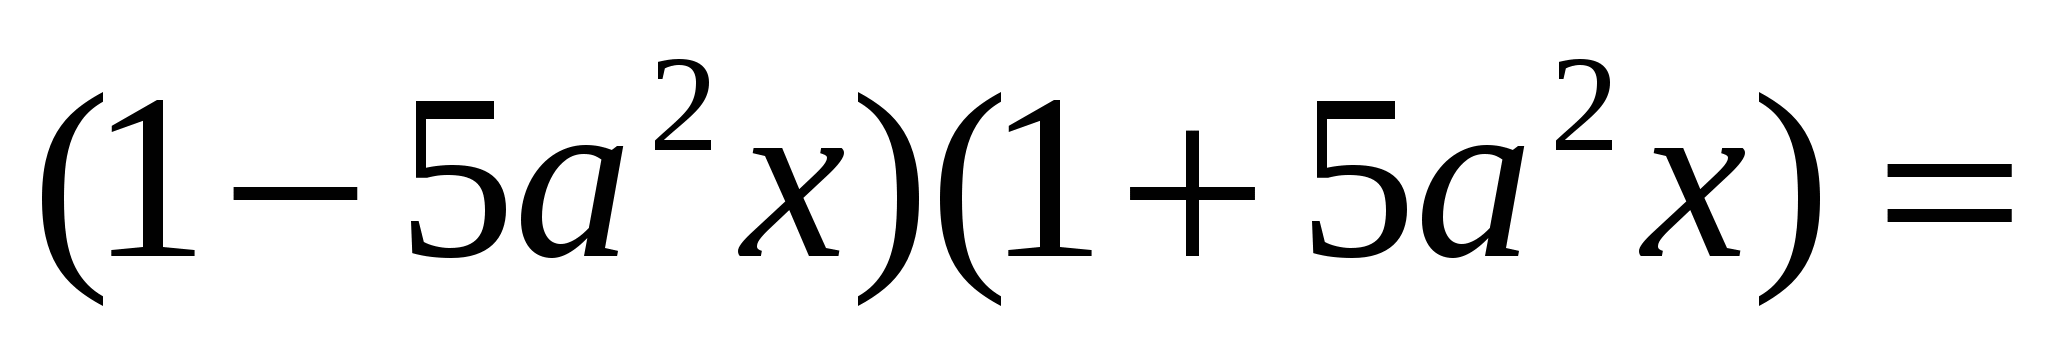 (1 − 5a²x)(1 + 5a²x) =